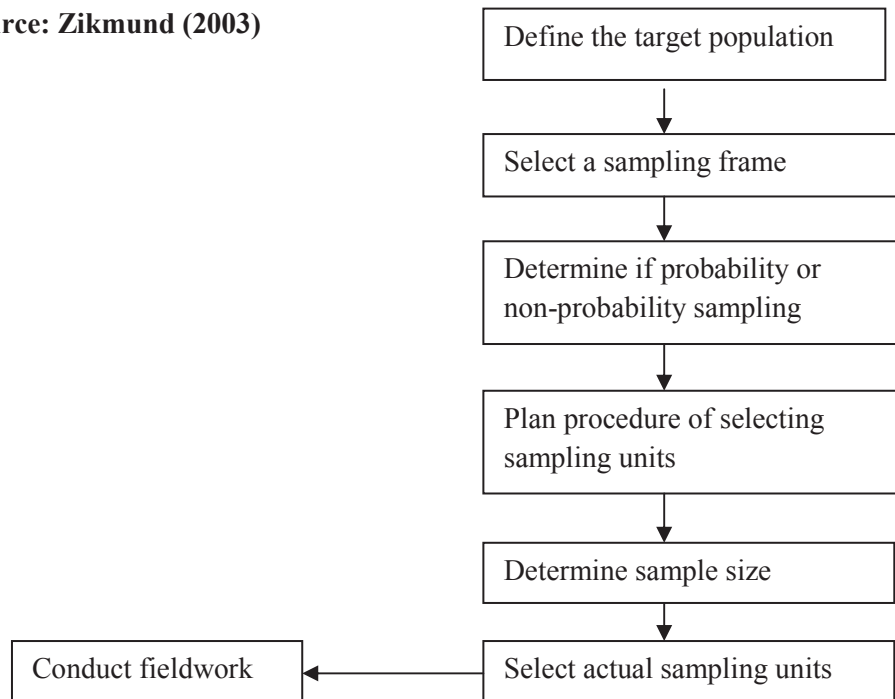 rce: Zikmund (2003)
Define the target population
Select a sampling frame
Determine if probability or
non-probability sampling
Plan procedure of selecting
sampling units
Determine sample size
Select actual sampling units
Conduct fieldwork